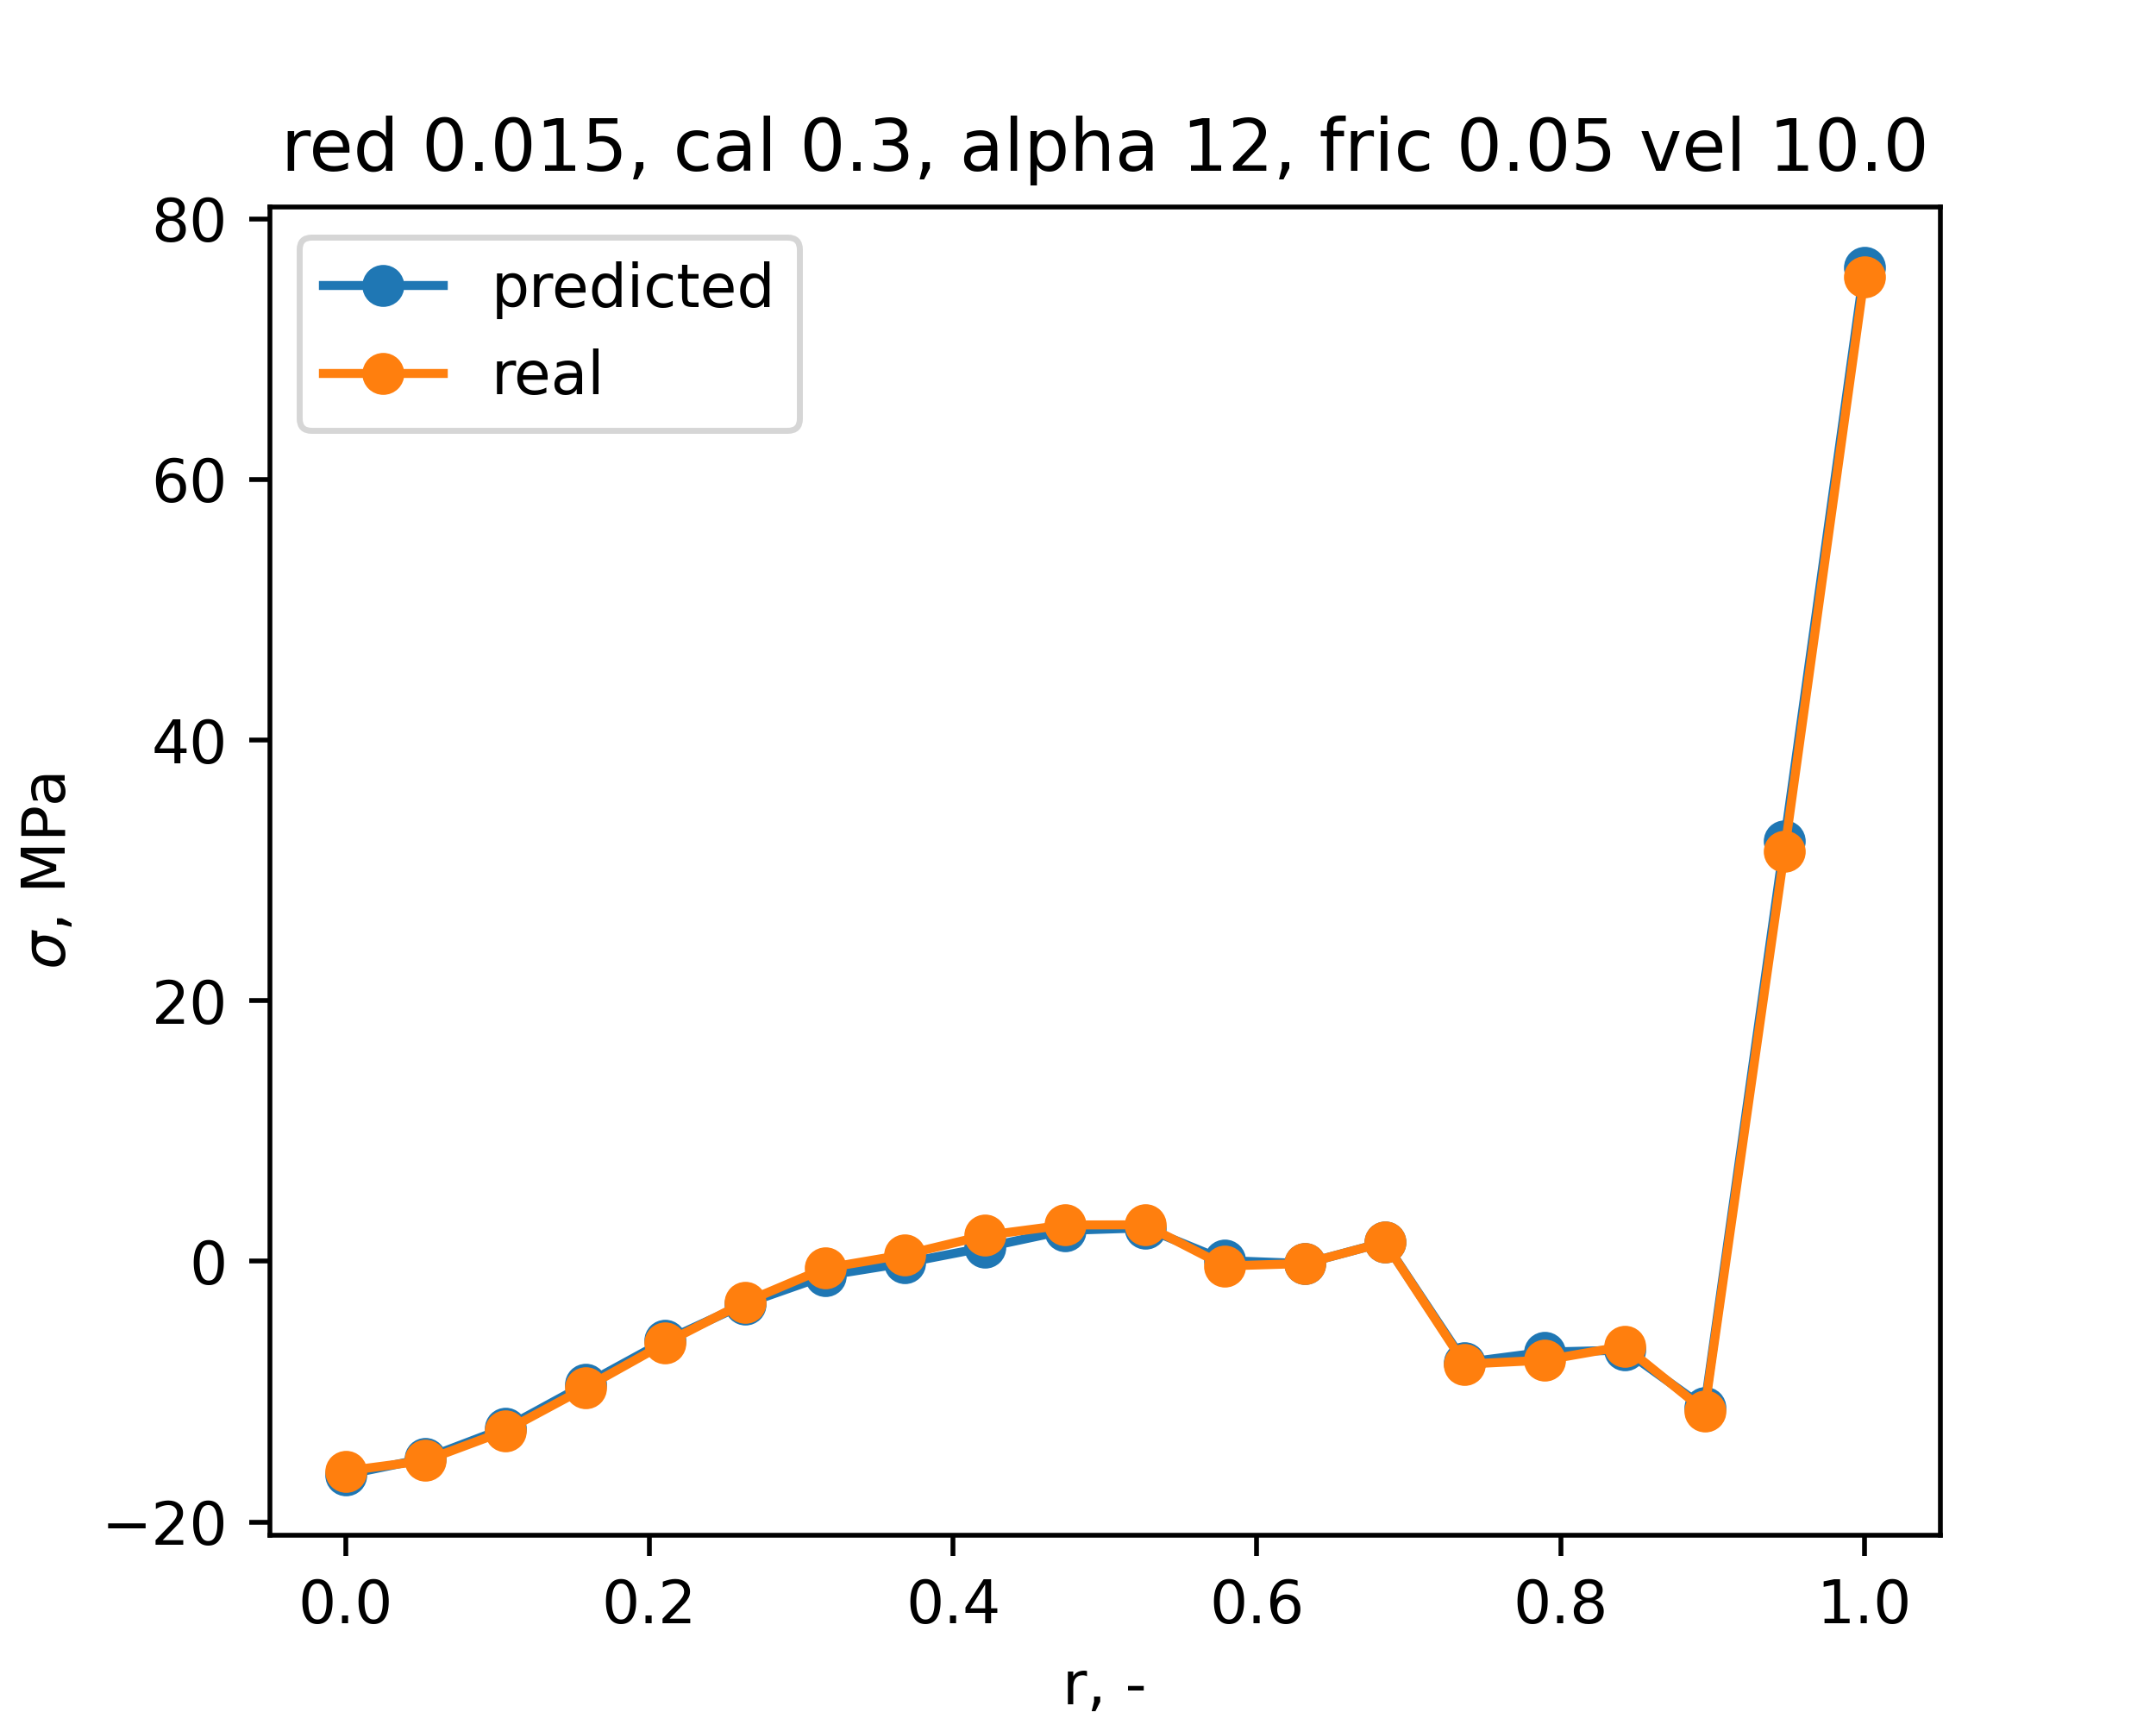 red 0.015, cal 0.3, alpha 12, fric 0.05 vel 10.0
80
predicted
real
60
40
20
0
−20
σ, MPa
0.0 0.2 0.4 0.6 0.8 1.0
r, -